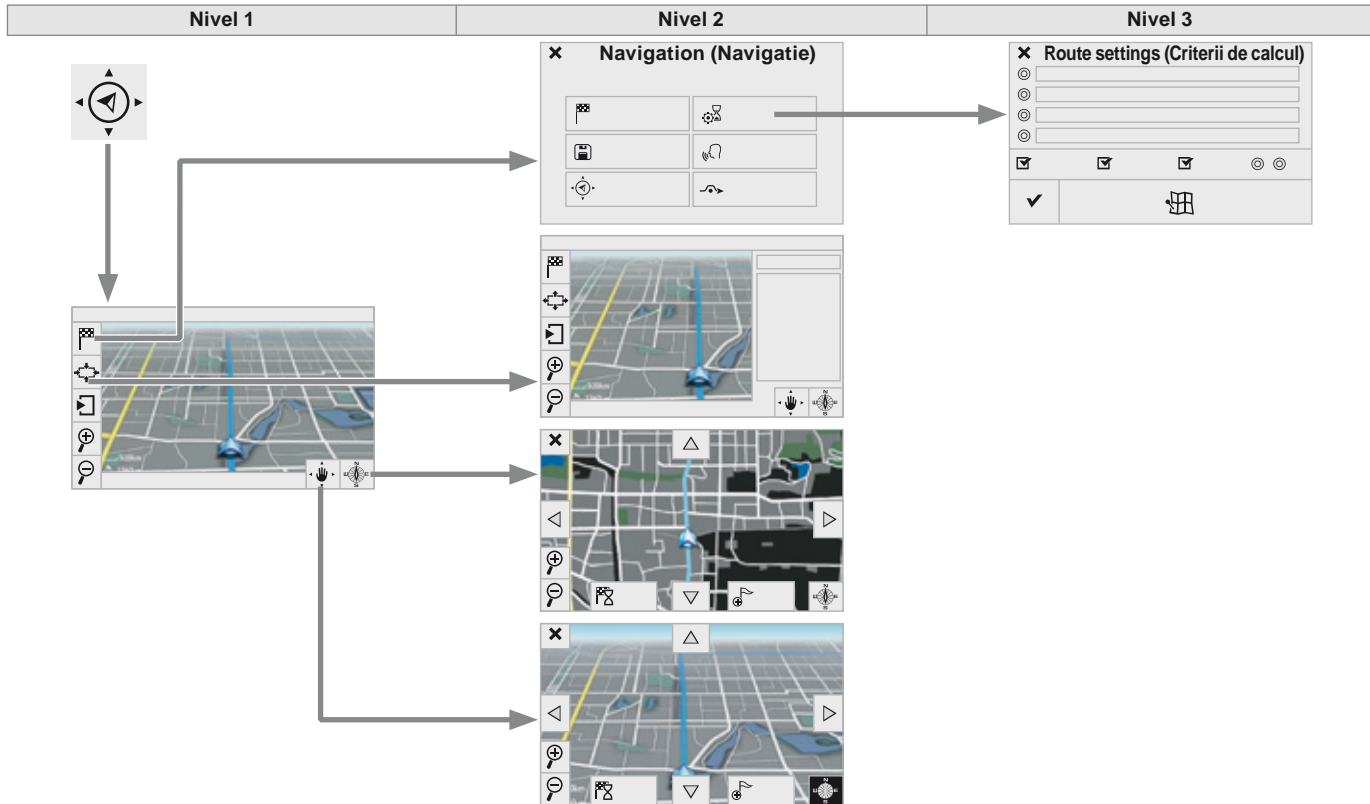 Nivel 1
Nivel 2
Nivel 3
Navigation (Navigatie)
Route settings (Criterii de calcul)